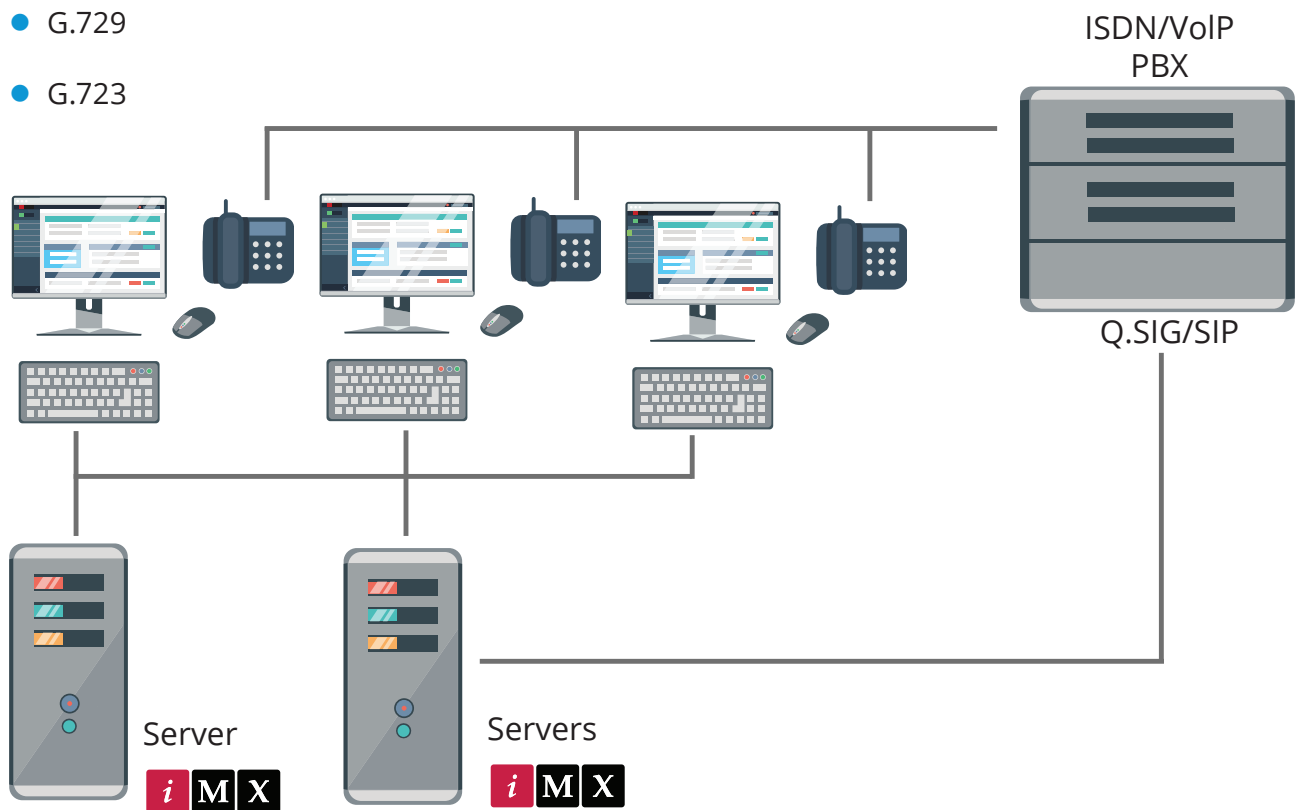 G.729
G.723
ISDN/VoIP
PBX
Q.SIG/SIP
Server
iMX
Servers
iMX